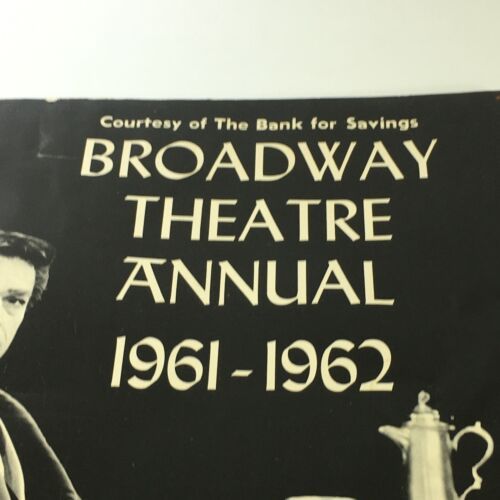 Courtesy of The Bank for Savings
BROADWAY
THEATRE
ANNUAL
1961-1962